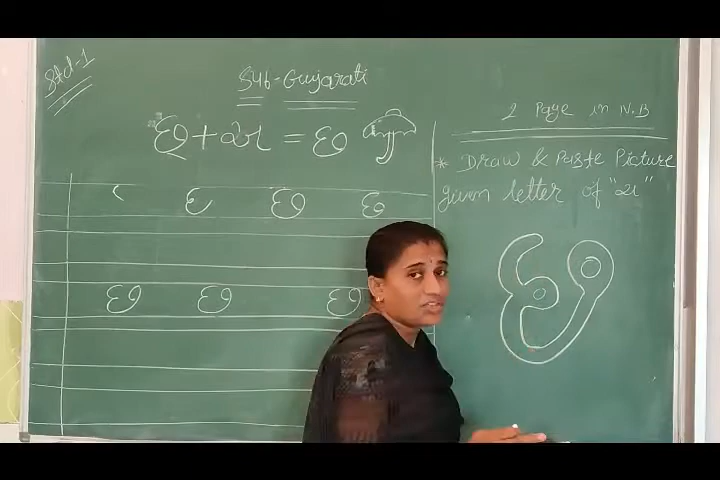 Std-1
Sub-Gujarati
છ્ + અ = છ
છ
છ છ છ
2 Page in N.B
* Draw & Paste Picture
given letter of "અ"
છ